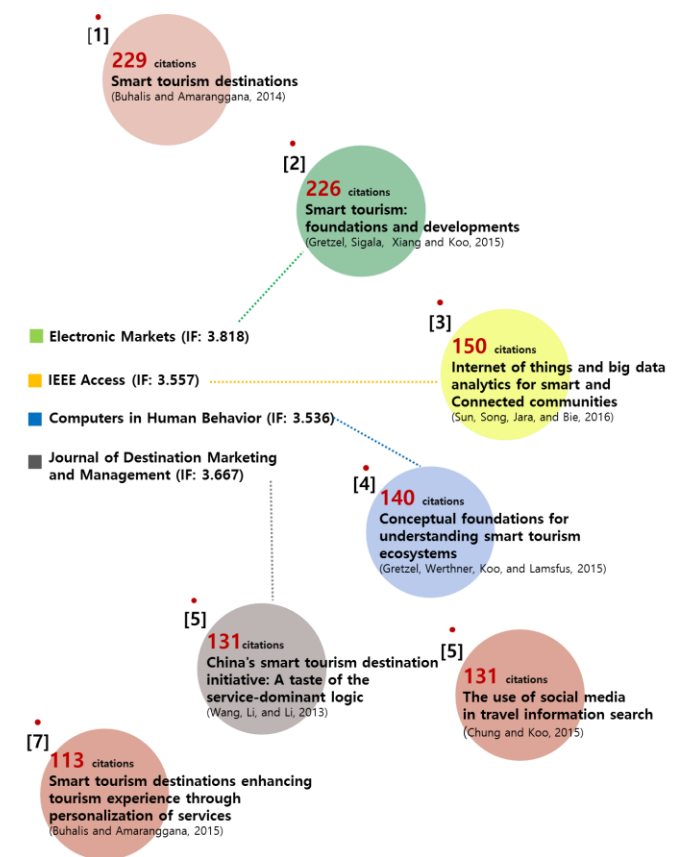 [1]
229 citations
Smart tourism destinations
(Buhalis and Amaranggana, 2014)
[2]
226 citations
Smart tourism:
foundations and developments
(Gretzel, Sigala, Xiang and Koo, 2015)
Electronic Markets (IF: 3.818)
IEEE Access (IF: 3.557)
Computers in Human Behavior (IF: 3.536)
Journal of Destination Marketing
and Management (IF: 3.667)
[3]
150 citations
Internet of things and big data
analytics for smart and
Connected communities
(Sun, Song, Jara, and Bie, 2016)
[4]
140 citations
Conceptual foundations for
understanding smart tourism
ecosystems
(Gretzel, Werthner, Koo, and Lamsfus, 2015)
[5]
131 citations
China's smart tourism destination
initiative: A taste of the
service-dominant logic
(Wang, Li, and Li, 2013)
[5]
131 citations
The use of social media
in travel information search
(Chung and Koo, 2015)
[7]
113 citations
Smart tourism destinations enhancing
tourism experience through
personalization of services
(Buhalis and Amaranggana, 2015)